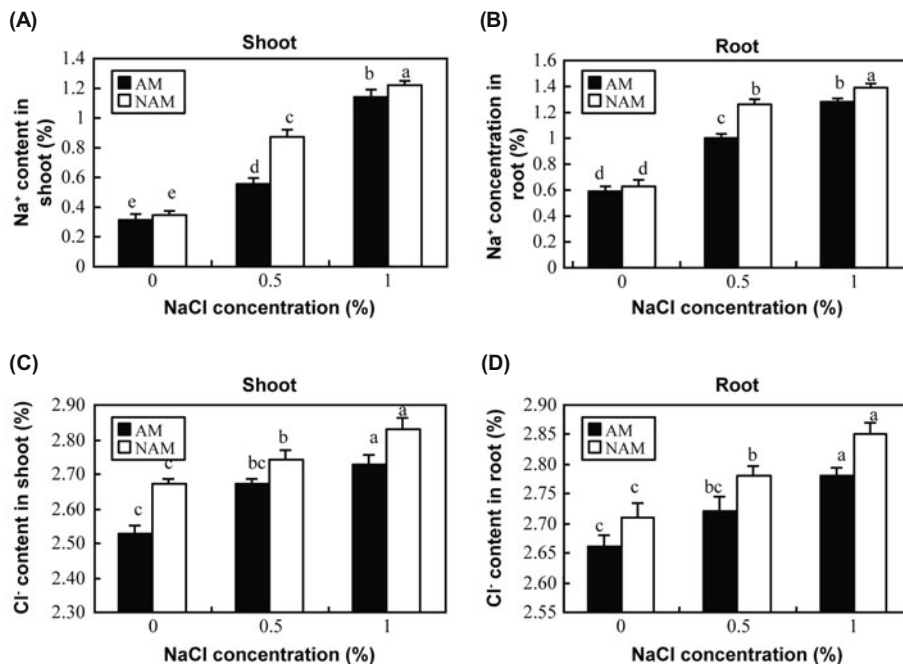 (A)
Shoot
1.4
1.2
1
0.8
0.6
0.4
0.2
0
Na+ content in
shoot (%)
AM
NAM
e
e
d
c
b
a
0
0.5
1
NaCl concentration (%)
(B)
Root
1.6
1.4
1.2
1
0.8
0.6
0.4
0.2
0
Na+ concentration in
root (%)
AM
NAM
d
d
c
b
b
a
0
0.5
1
NaCl concentration (%)
(C)
Shoot
2.90
2.80
2.70
2.60
2.50
2.40
2.30
Cl- content in shoot (%)
AM
NAM
c
c
bc
b
a
a
0
0.5
1
NaCl concentration (%)
(D)
Root
2.90
2.85
2.80
2.75
2.70
2.65
2.60
2.55
Cl- content in root (%)
AM
NAM
c
c
bc
b
a
a
0
0.5
1
NaCl concentration (%)